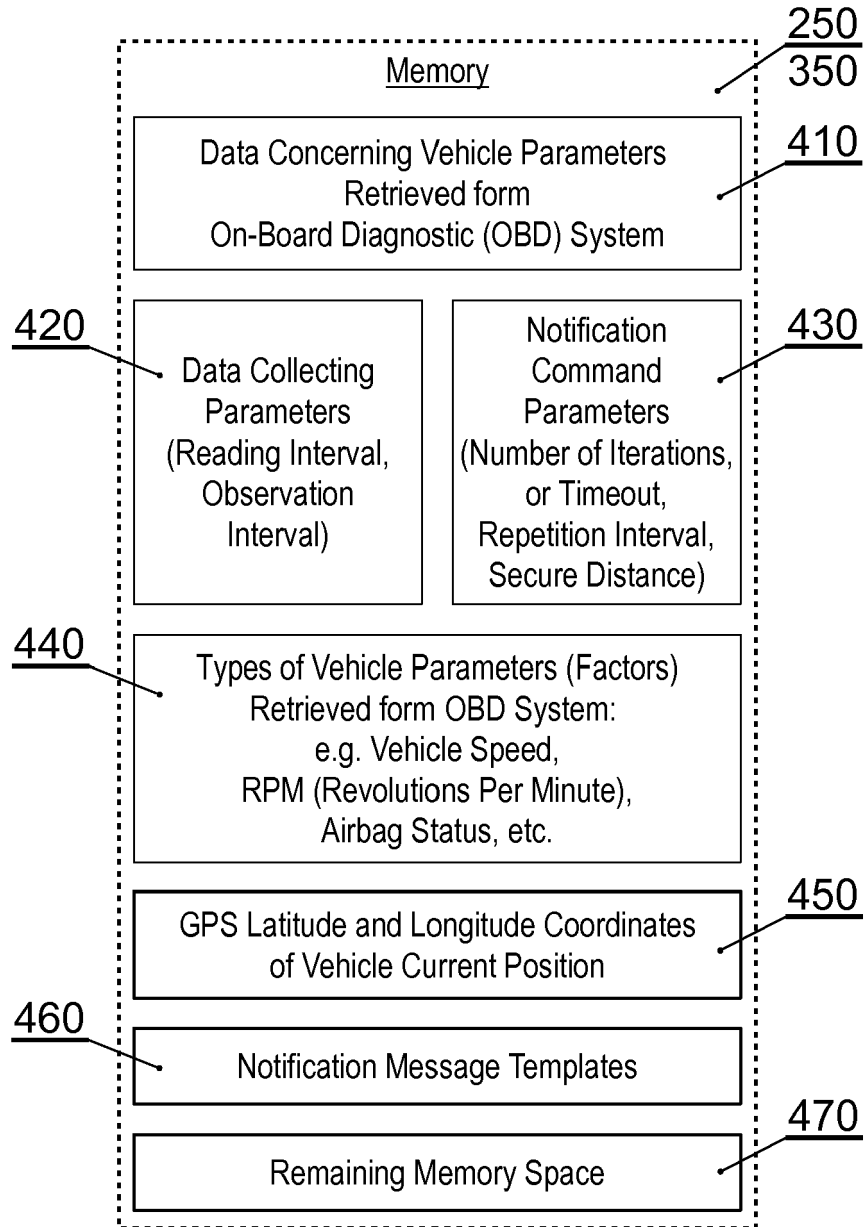 250
Memory
350
410
Data Concerning Vehicle Parameters
Retrieved form
On-Board Diagnostic (OBD) System
420
430
Data Collecting
Parameters
(Reading Interval,
Observation
Interval)
Notification
Command
Parameters
(Number of Iterations,
or Timeout,
Repetition Interval,
Secure Distance)
440
Types of Vehicle Parameters (Factors)
Retrieved form OBD System:
e.g. Vehicle Speed,
RPM (Revolutions Per Minute),
Airbag Status, etc.
450
GPS Latitude and Longitude Coordinates
of Vehicle Current Position
460
Notification Message Templates
470
Remaining Memory Space